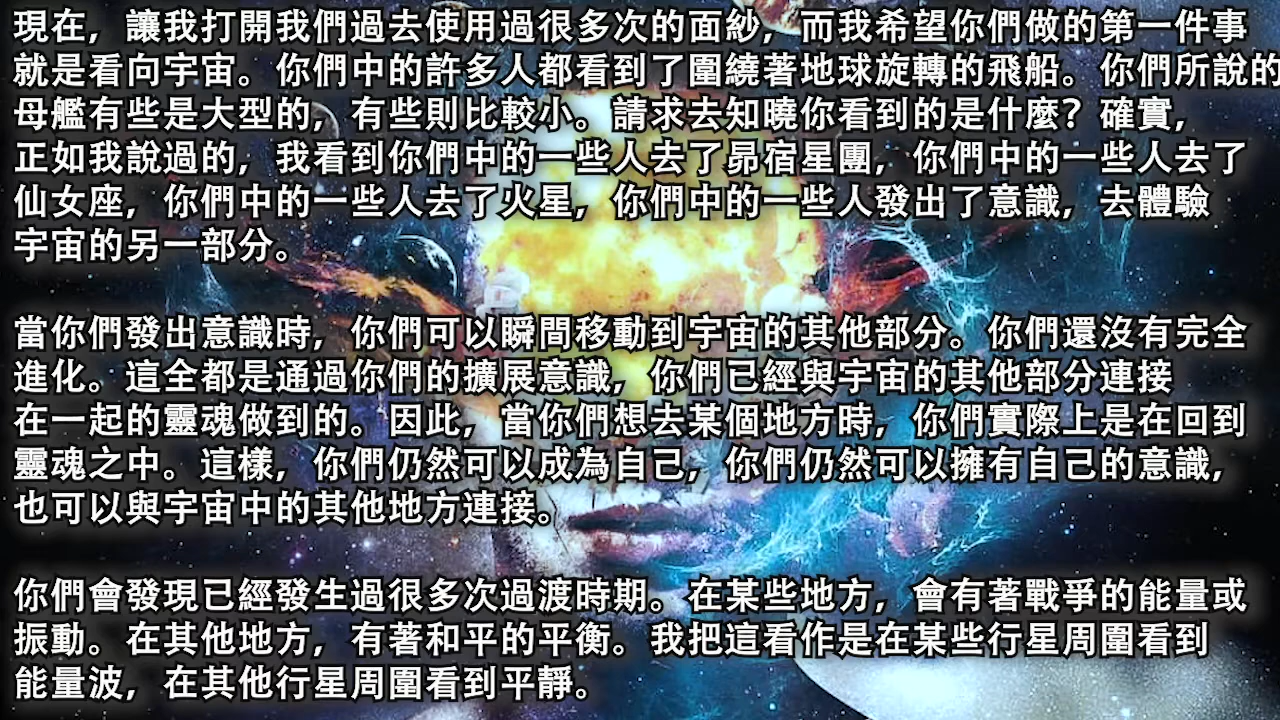 現在，讓我打開我們過去使用過很多次的面紗，而我希望你們做的第一件事
就是看向宇宙。你們中的許多人都看到了圍繞著地球旋轉的飛船。你們所說的
母艦有些是大型的，有些則比較小。請求去知曉你看到的是什麼？確實，
正如我說過的，我看到你們中的一些人去了昴宿星團，你們中的一些人去了
仙女座，你們中的一些人去了火星，你們中的一些人發出了意識，去體驗
宇宙的另一部分。
當你們發出意識時，你們可以瞬間移動到宇宙的其他部分。你們還沒有完全
進化。這全都是通過你們的擴展意識，你們已經與宇宙的其他部分連接
在一起的靈魂做到的。因此，當你們想去某個地方時，你們實際上是在回到
靈魂之中。這樣，你們仍然可以成為自己，你們仍然可以擁有自己的意識，
也可以與宇宙中的其他地方連接。
你們會發現已經發生過很多次過渡時期。在某些地方，會有著戰爭的能量或
振動。在其他地方，有著和平的平衡。我把這看作是在某些行星周圍看到
能量波，在其他行星周圍看到平靜。